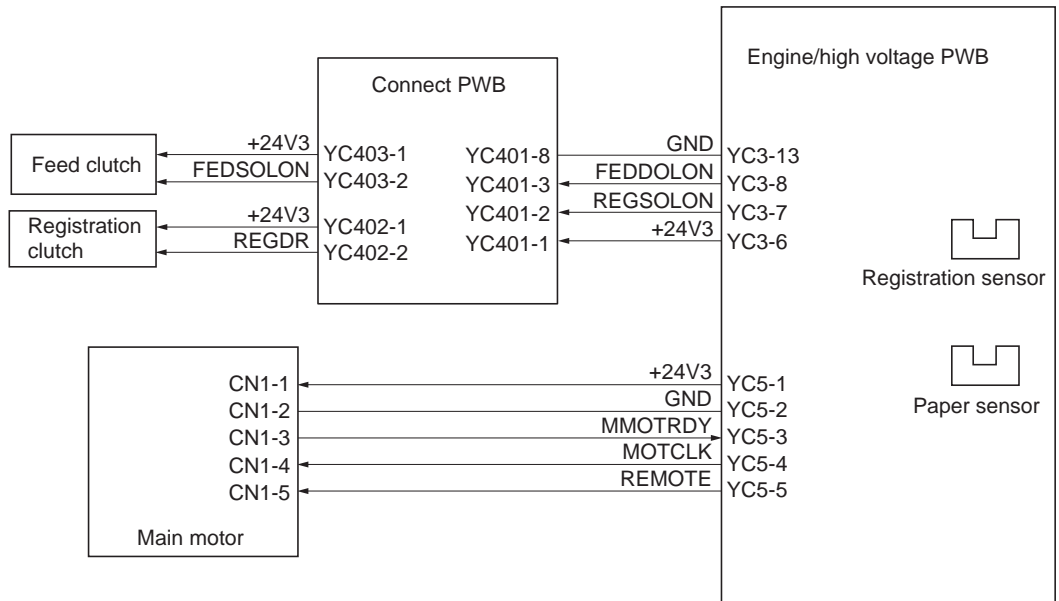 Engine/high voltage PWB
Connect PWB
Feed clutch
+24V3
FEDSOLON
YC403-1
YC403-2
Registration
clutch
+24V3
REGDR
YC402-1
YC402-2
YC401-8
YC401-3
YC401-2
YC401-1
GND
FEDDOLON
REGSOLON
+24V3
YC3-13
YC3-8
YC3-7
YC3-6
Registration sensor
Paper sensor
CN1-1
CN1-2
CN1-3
CN1-4
CN1-5
Main motor
+24V3
GND
MMOTRDY
MOTCLK
REMOTE
YC5-1
YC5-2
YC5-3
YC5-4
YC5-5